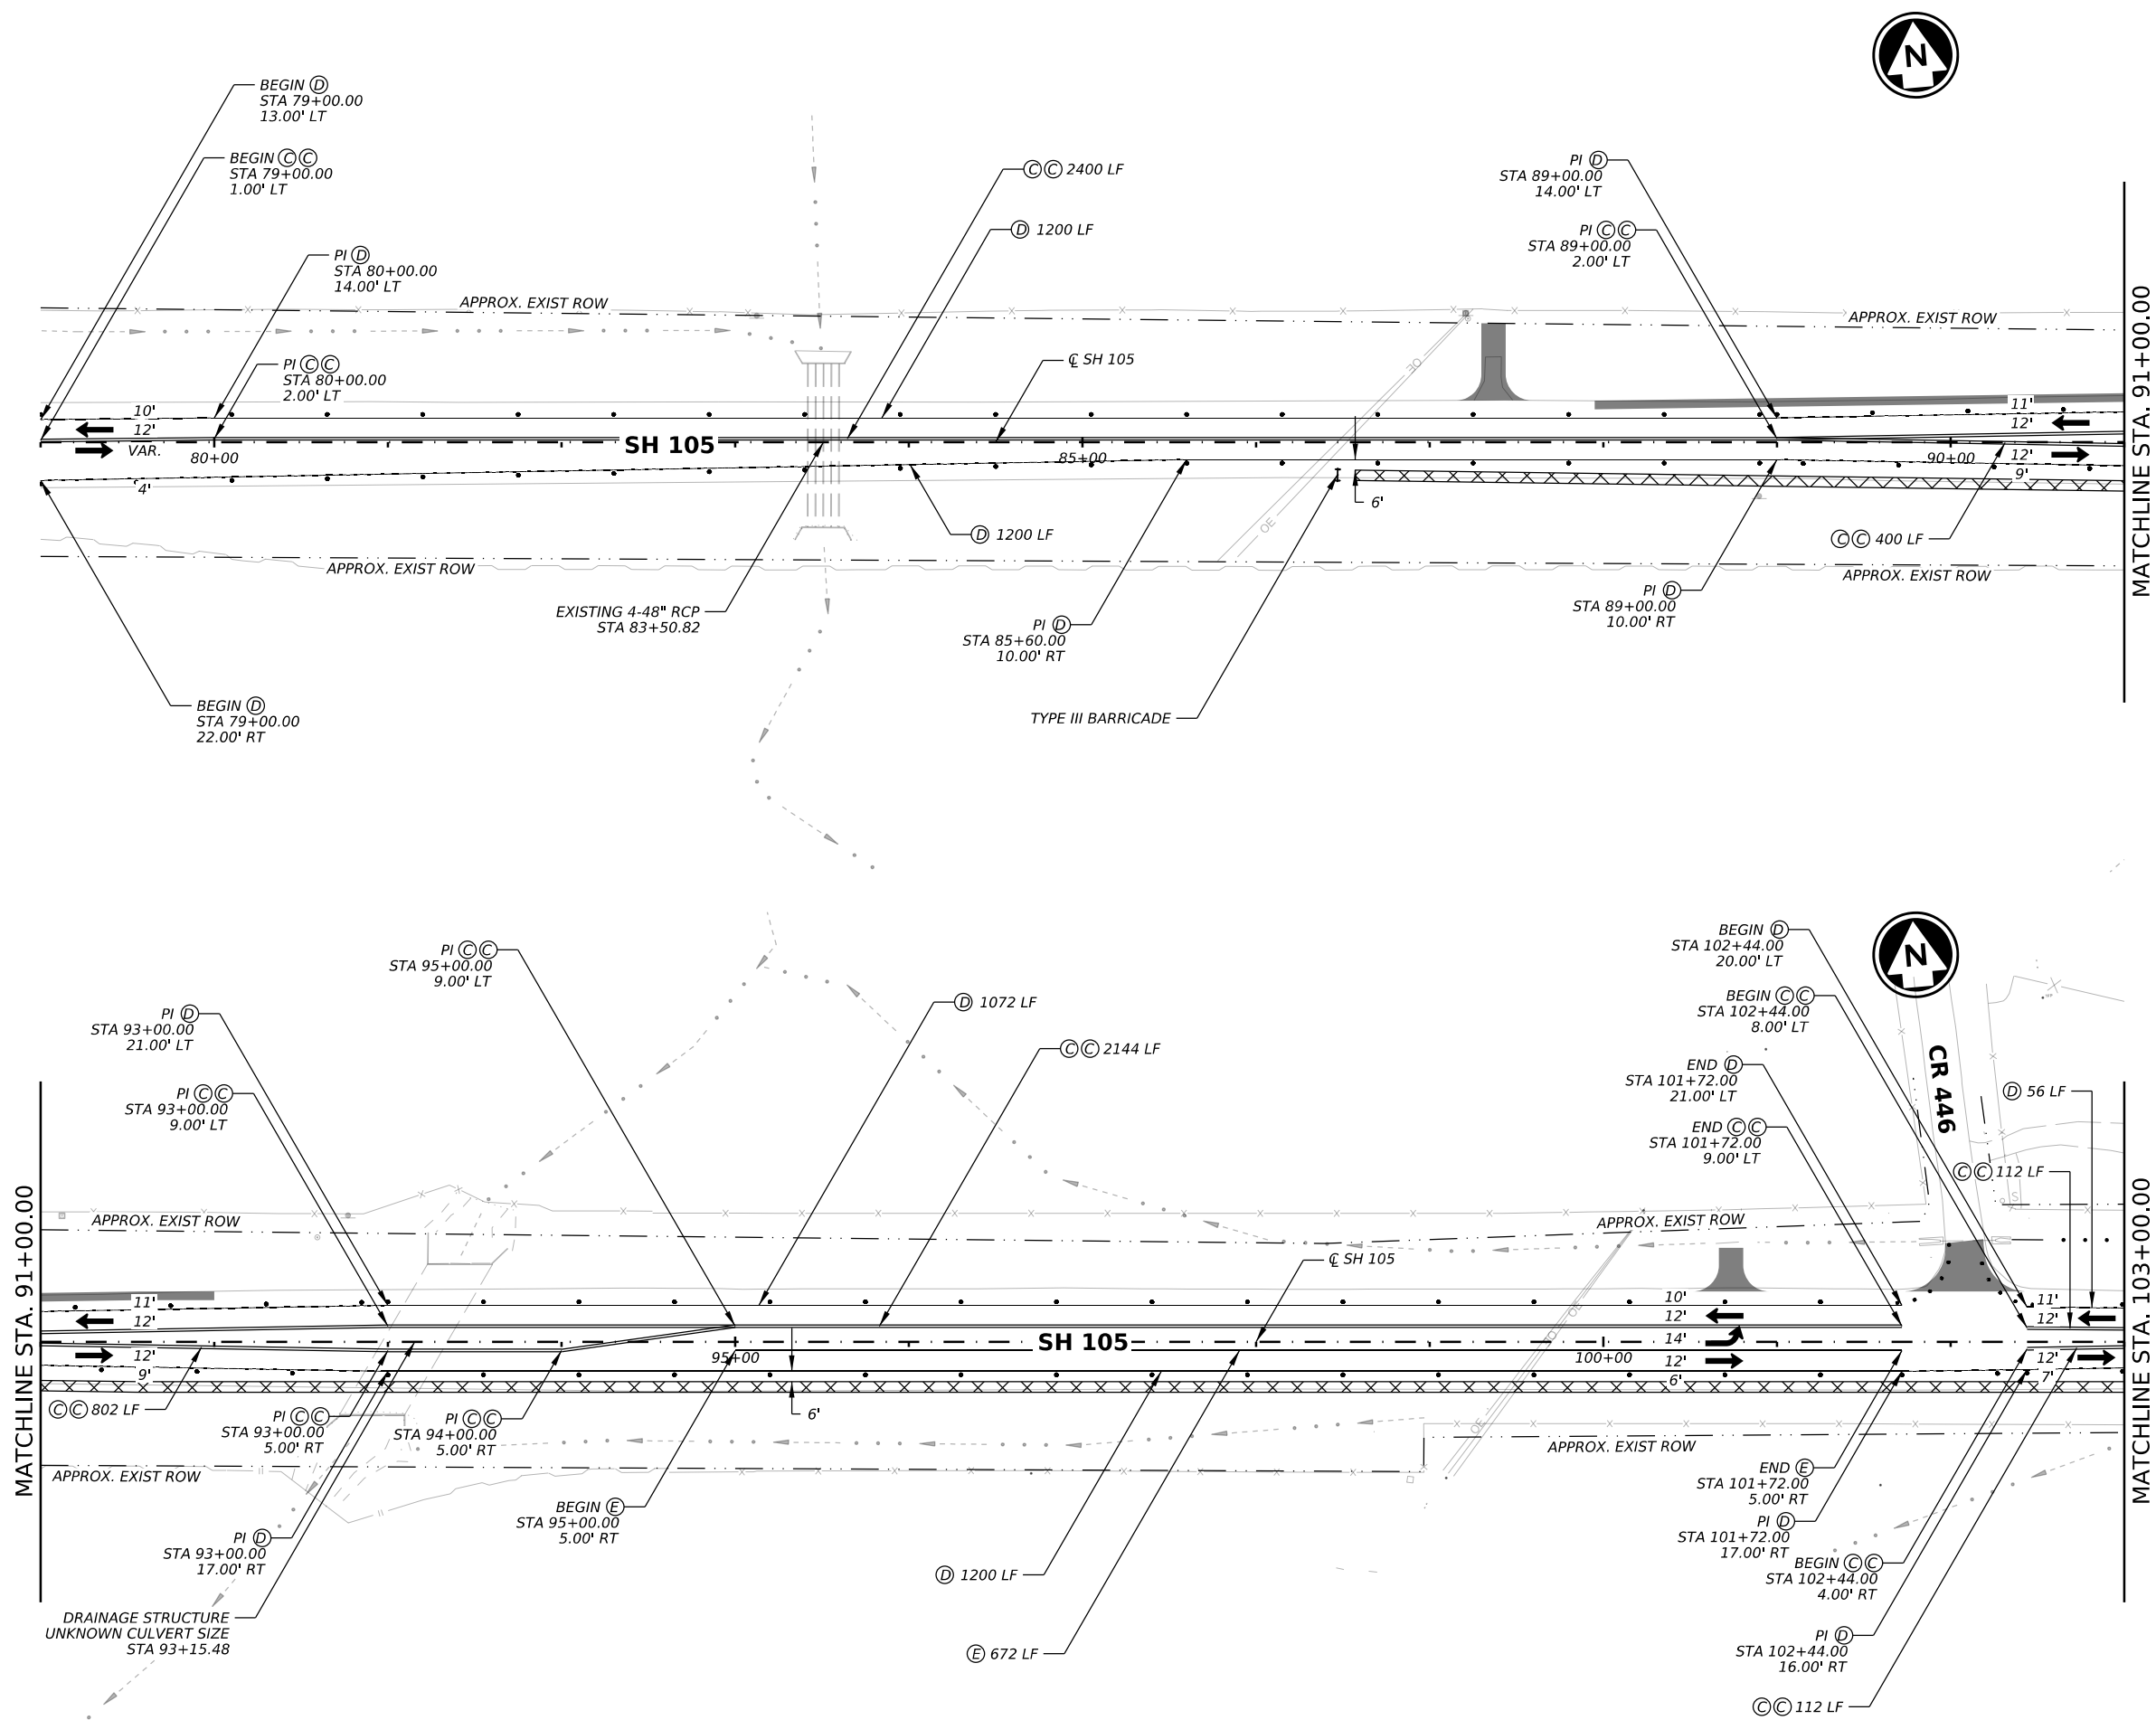 N
BEGIN D
STA 79+00.00
13.00' LT
BEGIN C C
STA 79+00.00
1.00' LT
PI D
STA 80+00.00
14.00' LT
PI C C
STA 80+00.00
2.00' LT
C C 2400 LF
D 1200 LF
℄ SH 105
PI D
STA 89+00.00
14.00' LT
PI C C
STA 89+00.00
2.00' LT
APPROX. EXIST ROW
APPROX. EXIST ROW
OE
10'
12'
VAR.
4'
80+00
SH 105
85+00
90+00
11'
12'
12'
9'
6'
OE
D 1200 LF
C C 400 LF
APPROX. EXIST ROW
APPROX. EXIST ROW
EXISTING 4-48" RCP
STA 83+50.82
PI D
STA 85+60.00
10.00' RT
PI D
STA 89+00.00
10.00' RT
BEGIN D
STA 79+00.00
22.00' RT
TYPE III BARRICADE
MATCHLINE STA. 91+00.00
N
PI C C
STA 95+00.00
9.00' LT
PI D
STA 93+00.00
21.00' LT
PI C C
STA 93+00.00
9.00' LT
D 1072 LF
C C 2144 LF
BEGIN D
STA 102+44.00
20.00' LT
BEGIN C C
STA 102+44.00
8.00' LT
END D
STA 101+72.00
21.00' LT
END C C
STA 101+72.00
9.00' LT
CR 446
D 56 LF
C C 112 LF
APPROX. EXIST ROW
APPROX. EXIST ROW
℄ SH 105
MATCHLINE STA. 91+00.00
11'
12'
12'
9'
95+00
SH 105
100+00
OE
10'
12'
14'
12'
6'
11'
12'
12'
7'
MATCHLINE STA. 103+00.00
6'
C C 802 LF
PI C C
STA 93+00.00
5.00' RT
PI C C
STA 94+00.00
5.00' RT
OE
APPROX. EXIST ROW
APPROX. EXIST ROW
BEGIN E
STA 95+00.00
5.00' RT
PI D
STA 93+00.00
17.00' RT
DRAINAGE STRUCTURE
UNKNOWN CULVERT SIZE
STA 93+15.48
D 1200 LF
E 672 LF
END E
STA 101+72.00
5.00' RT
PI D
STA 101+72.00
17.00' RT
BEGIN C C
STA 102+44.00
4.00' RT
PI D
STA 102+44.00
16.00' RT
C C 112 LF